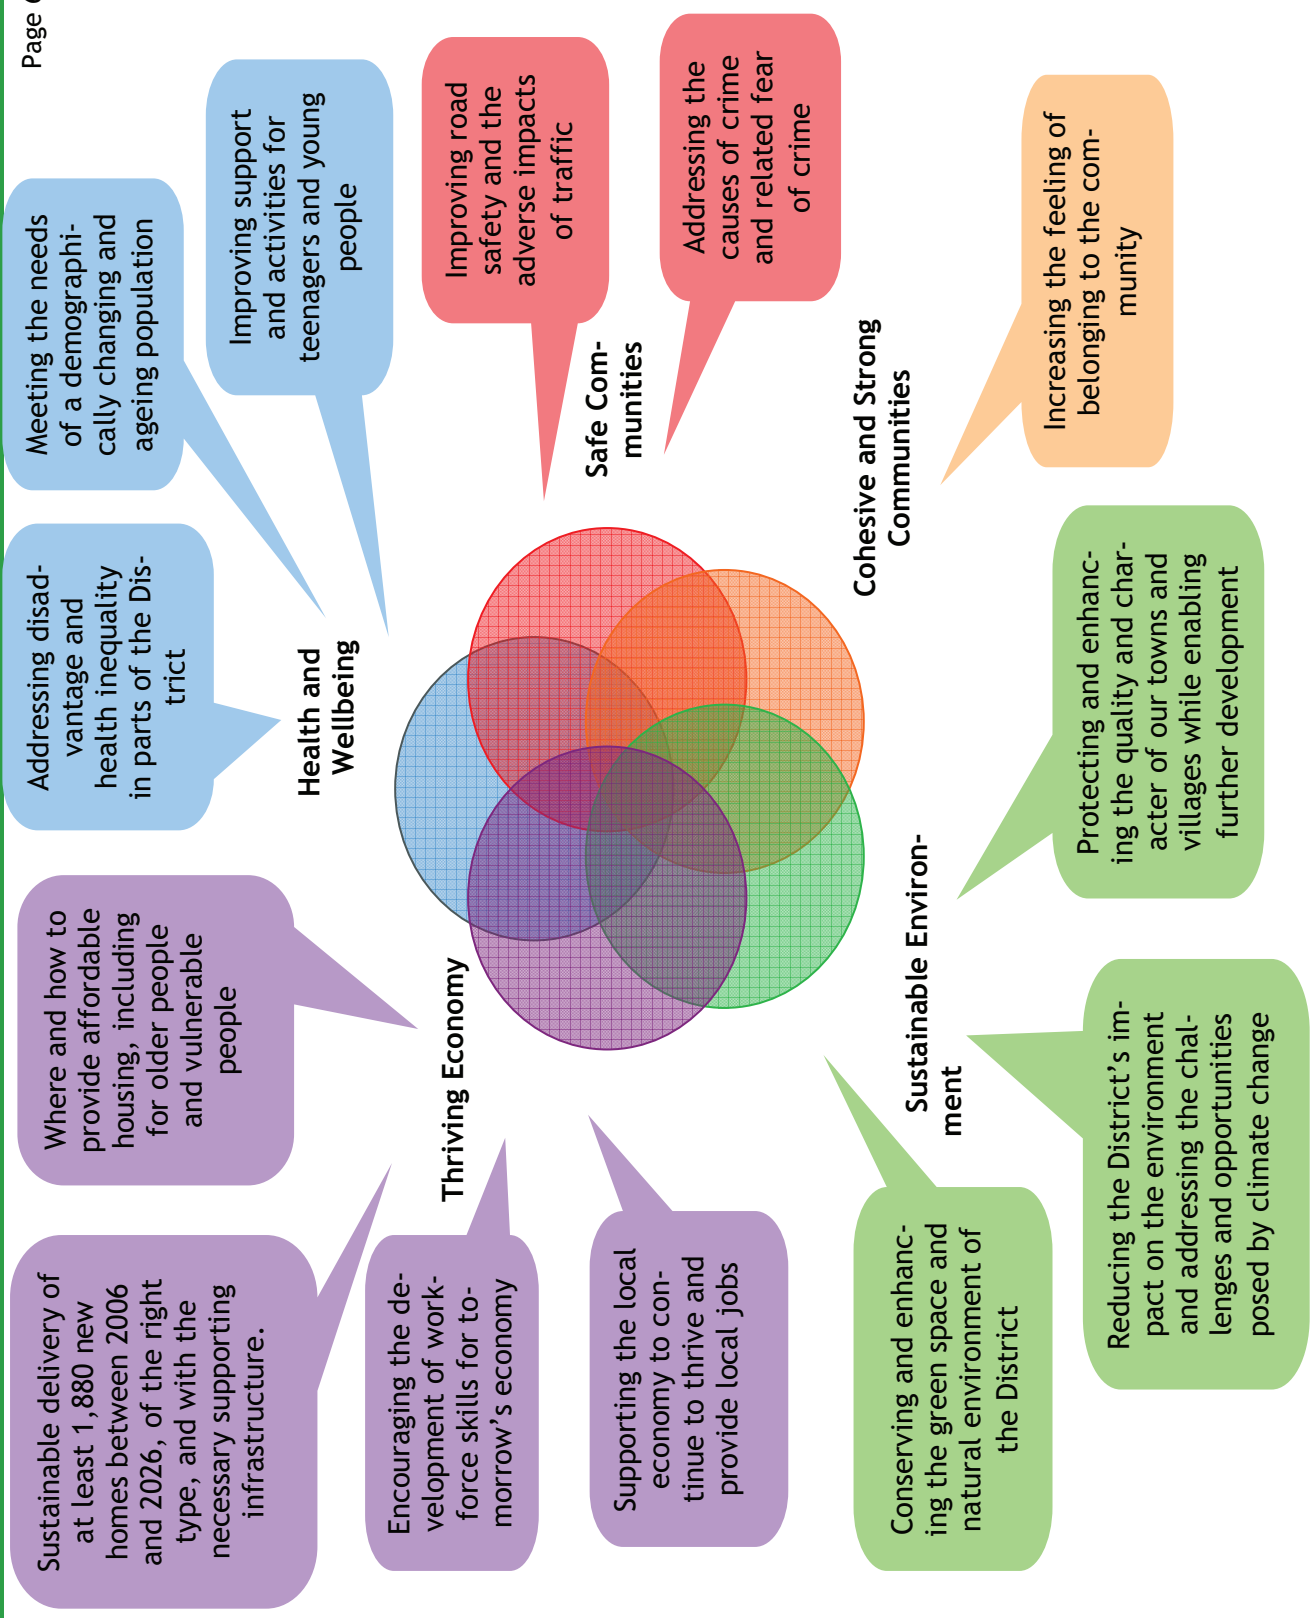 Page
Sustainable delivery of
at least 1,880 new
homes between 2006
and 2026, of the right
type, and with the
necessary supporting
infrastructure.
Where and how to
provide affordable
housing, including
for older people
and vulnerable
people
Addressing disad-
vantage and
health inequality
in parts of the Dis-
trict
Meeting the needs
of a demographi-
cally changing and
ageing population
Improving support
and activities for
teenagers and young
people
Health and
Wellbeing
Encouraging the de-
velopment of work-
force skills for to-
morrow's economy
Thriving Economy
Improving road
safety and the
adverse impacts
of traffic
Safe Com-
munities
Supporting the local
economy to con-
tinue to thrive and
provide local jobs
Addressing the
causes of crime
and related fear
of crime
Cohesive and Strong
Communities
Conserving and enhanc-
ing the green space and
natural environment of
the District
Sustainable Environ-
ment
Increasing the feeling of
belonging to the com-
munity
Protecting and enhanc-
ing the quality and char-
acter of our towns and
villages while enabling
further development
Reducing the District's im-
pact on the environment
and addressing the chal-
lenges and opportunities
posed by climate change